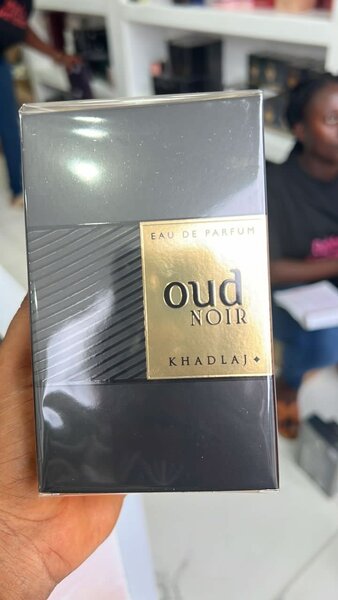 EAU DE PARFUM
oud
NOIR
KHADLAJ